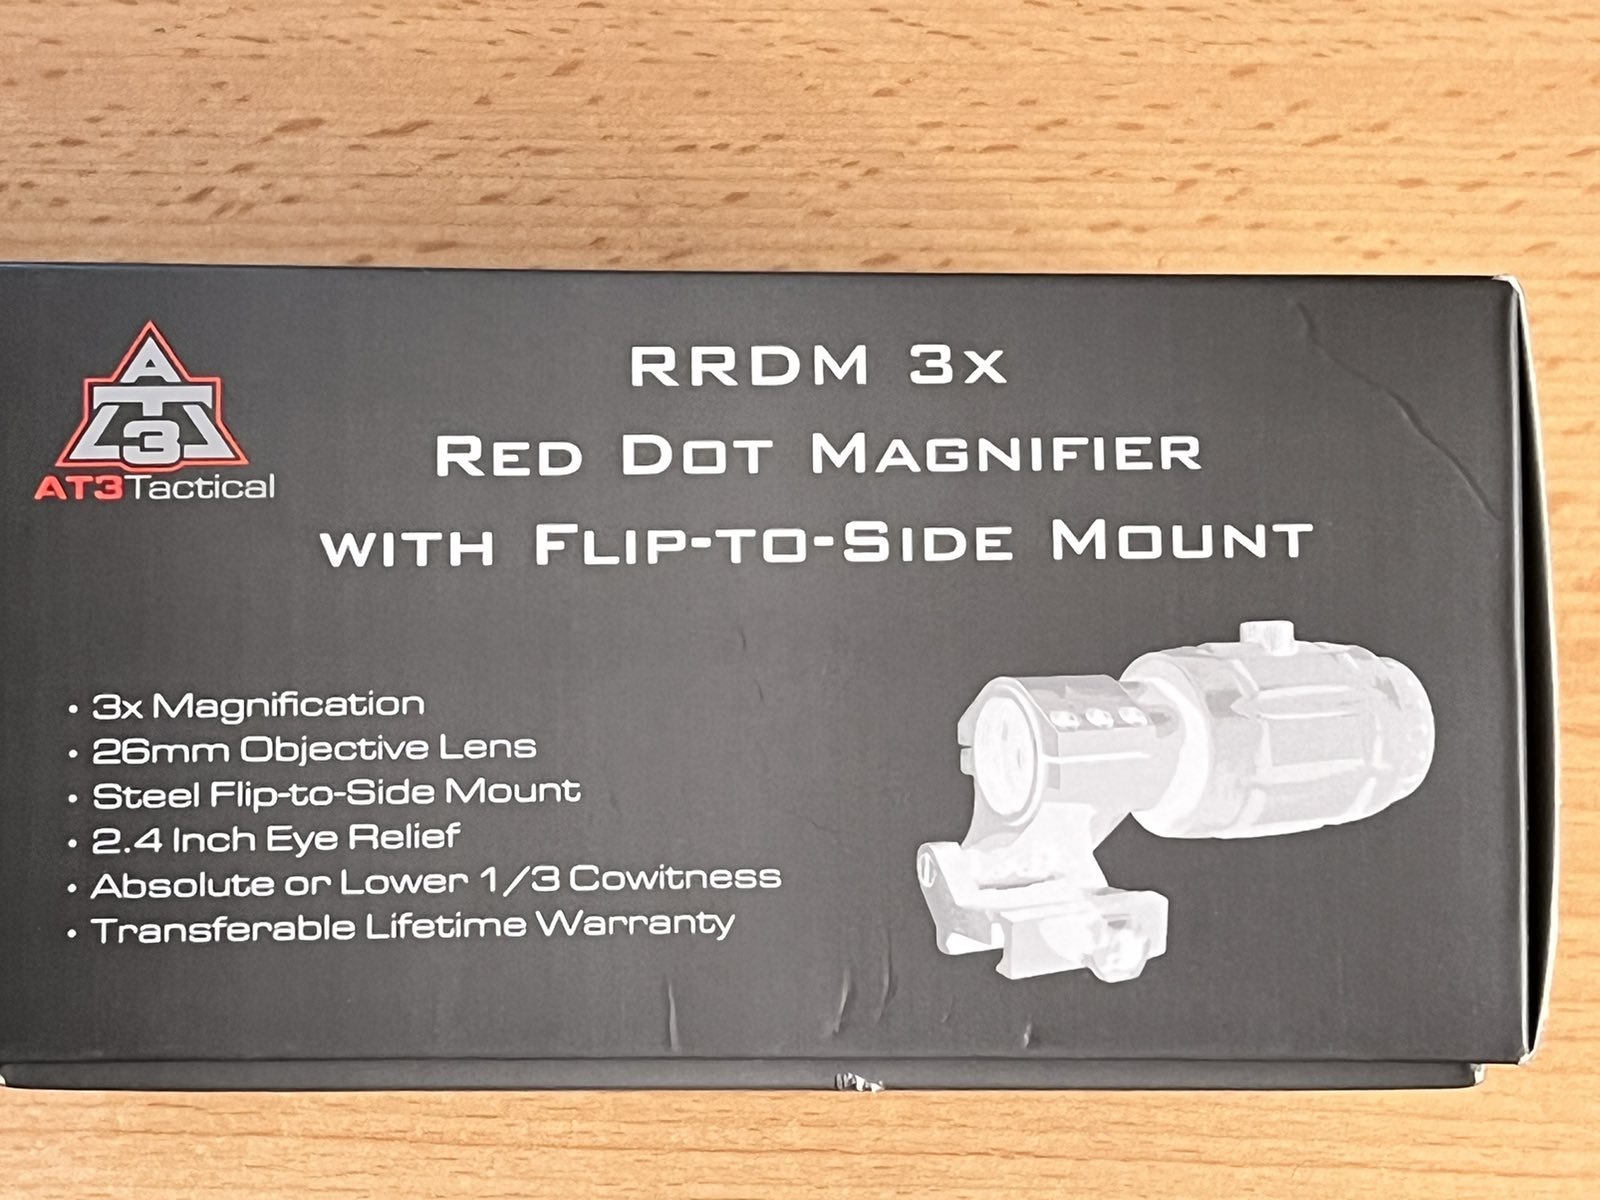 RRDM 3x
RED DOT MAGNIFIER
WITH FLIP-TO-SIDE MOUNT
AT3
AT3Tactical
• 3x Magnification
• 26mm Objective Lens
• Steel Flip-to-Side Mount
• 2.4 Inch Eye Relief
• Absolute or Lower 1/3 Cowitness
• Transferable Lifetime Warranty